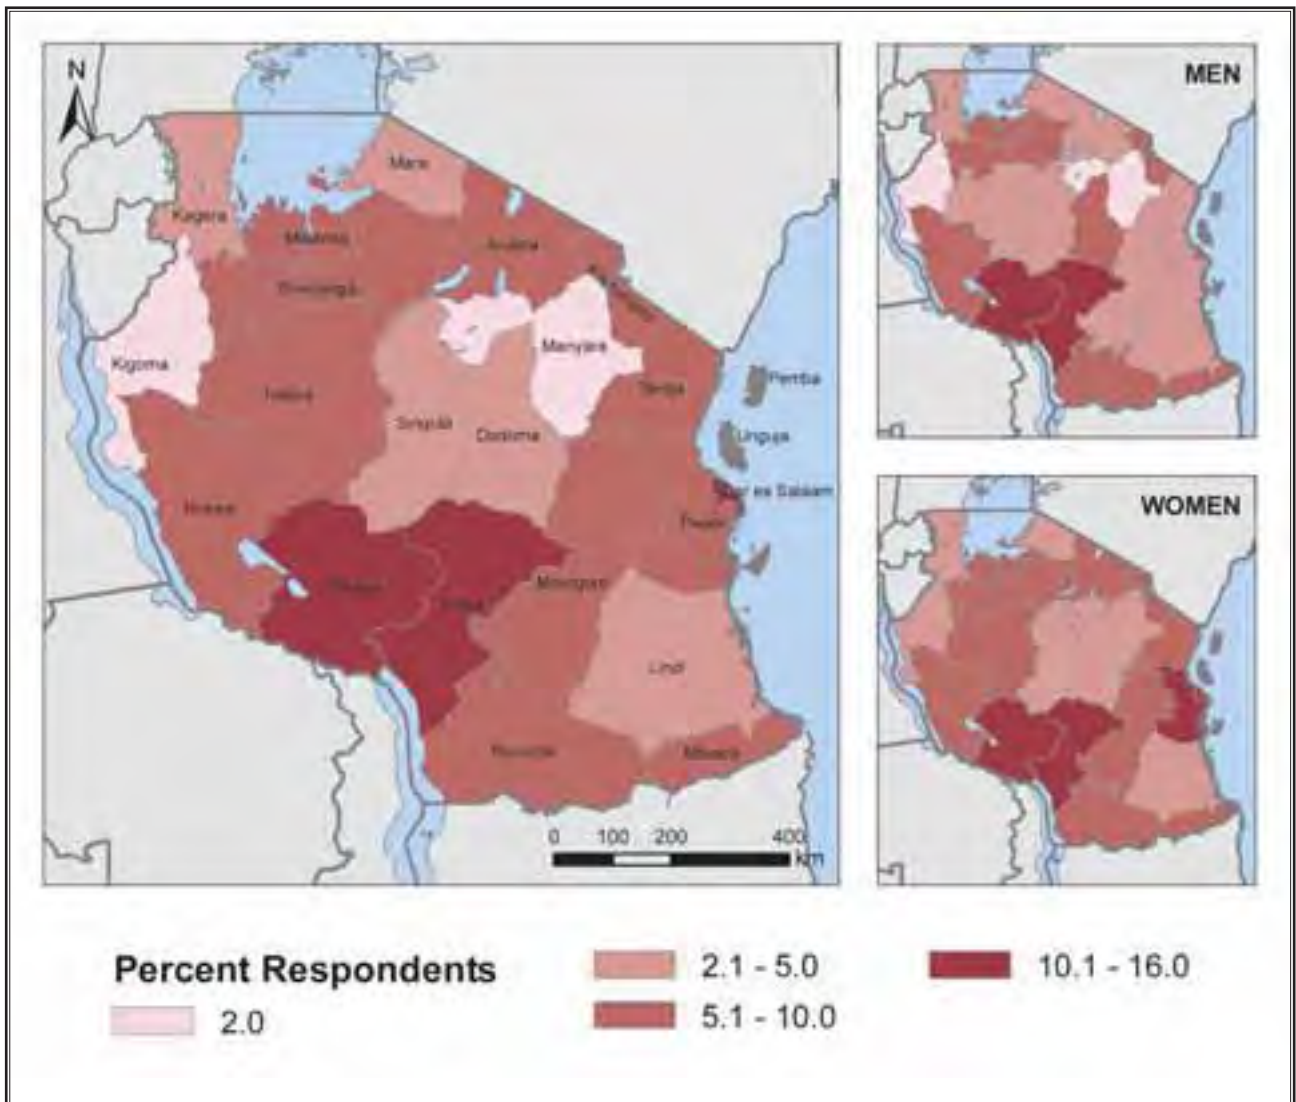 N
Mara
Kagera
Mwanza
Arusha
Shinyanga
Kigoma
Manyara
Pemba
Tabora
Tanga
Singida
Dodoma
Unguja
Rukwa
Dar es Salaam
Pwani
Mbeya
Iringa
Morogoro
Lindi
Ruvuma
Mtwara
0 100 200 400
km
MEN
WOMEN
Percent Respondents
2.0
2.1 - 5.0
5.1 - 10.0
10.1 - 16.0